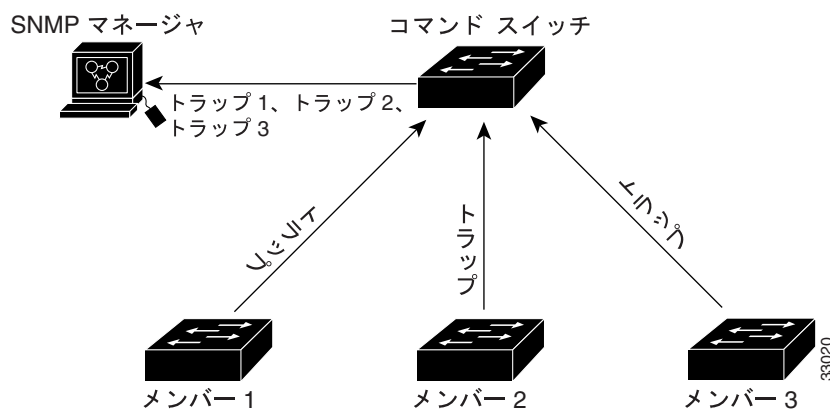 SNMP マネージャ
コマンド スイッチ
トラップ 1、トラップ 2、
トラップ 3
トラップ
トラップ
トラップ
メンバー 1
メンバー 2
メンバー 3
33020